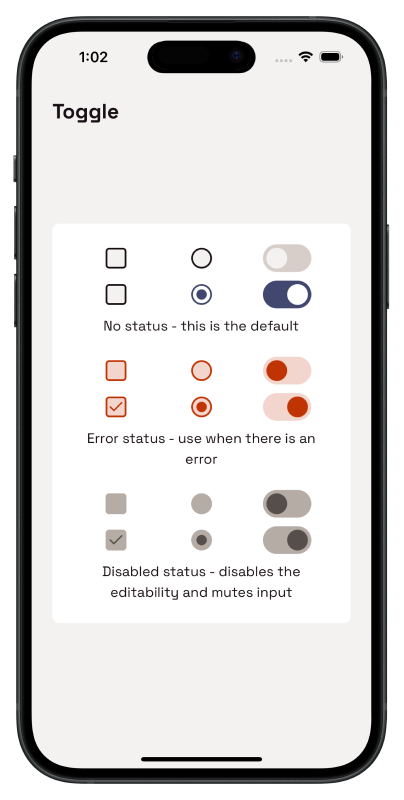 1:02
Toggle
No status - this is the default
Error status - use when there is an
error
Disabled status - disables the
editability and mutes input